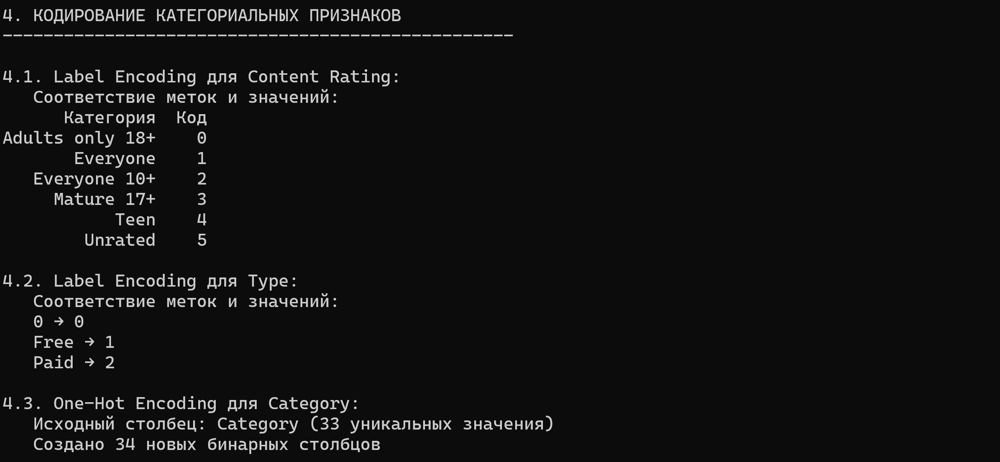 4. КОДИРОВАНИЕ КАТЕГОРИАЛЬНЫХ ПРИЗНАКОВ
--------------------------------------------------
4.1. Label Encoding для Content Rating:
Соответствие меток и значений:
Категория Код
Adults only 18+ 0
Everyone 1
Everyone 10+ 2
Mature 17+ 3
Teen 4
Unrated 5
4.2. Label Encoding для Type:
Соответствие меток и значений:
0 → 0
Free → 1
Paid → 2
4.3. One-Hot Encoding для Category:
Исходный столбец: Category (33 уникальных значения)
Создано 34 новых бинарных столбцов